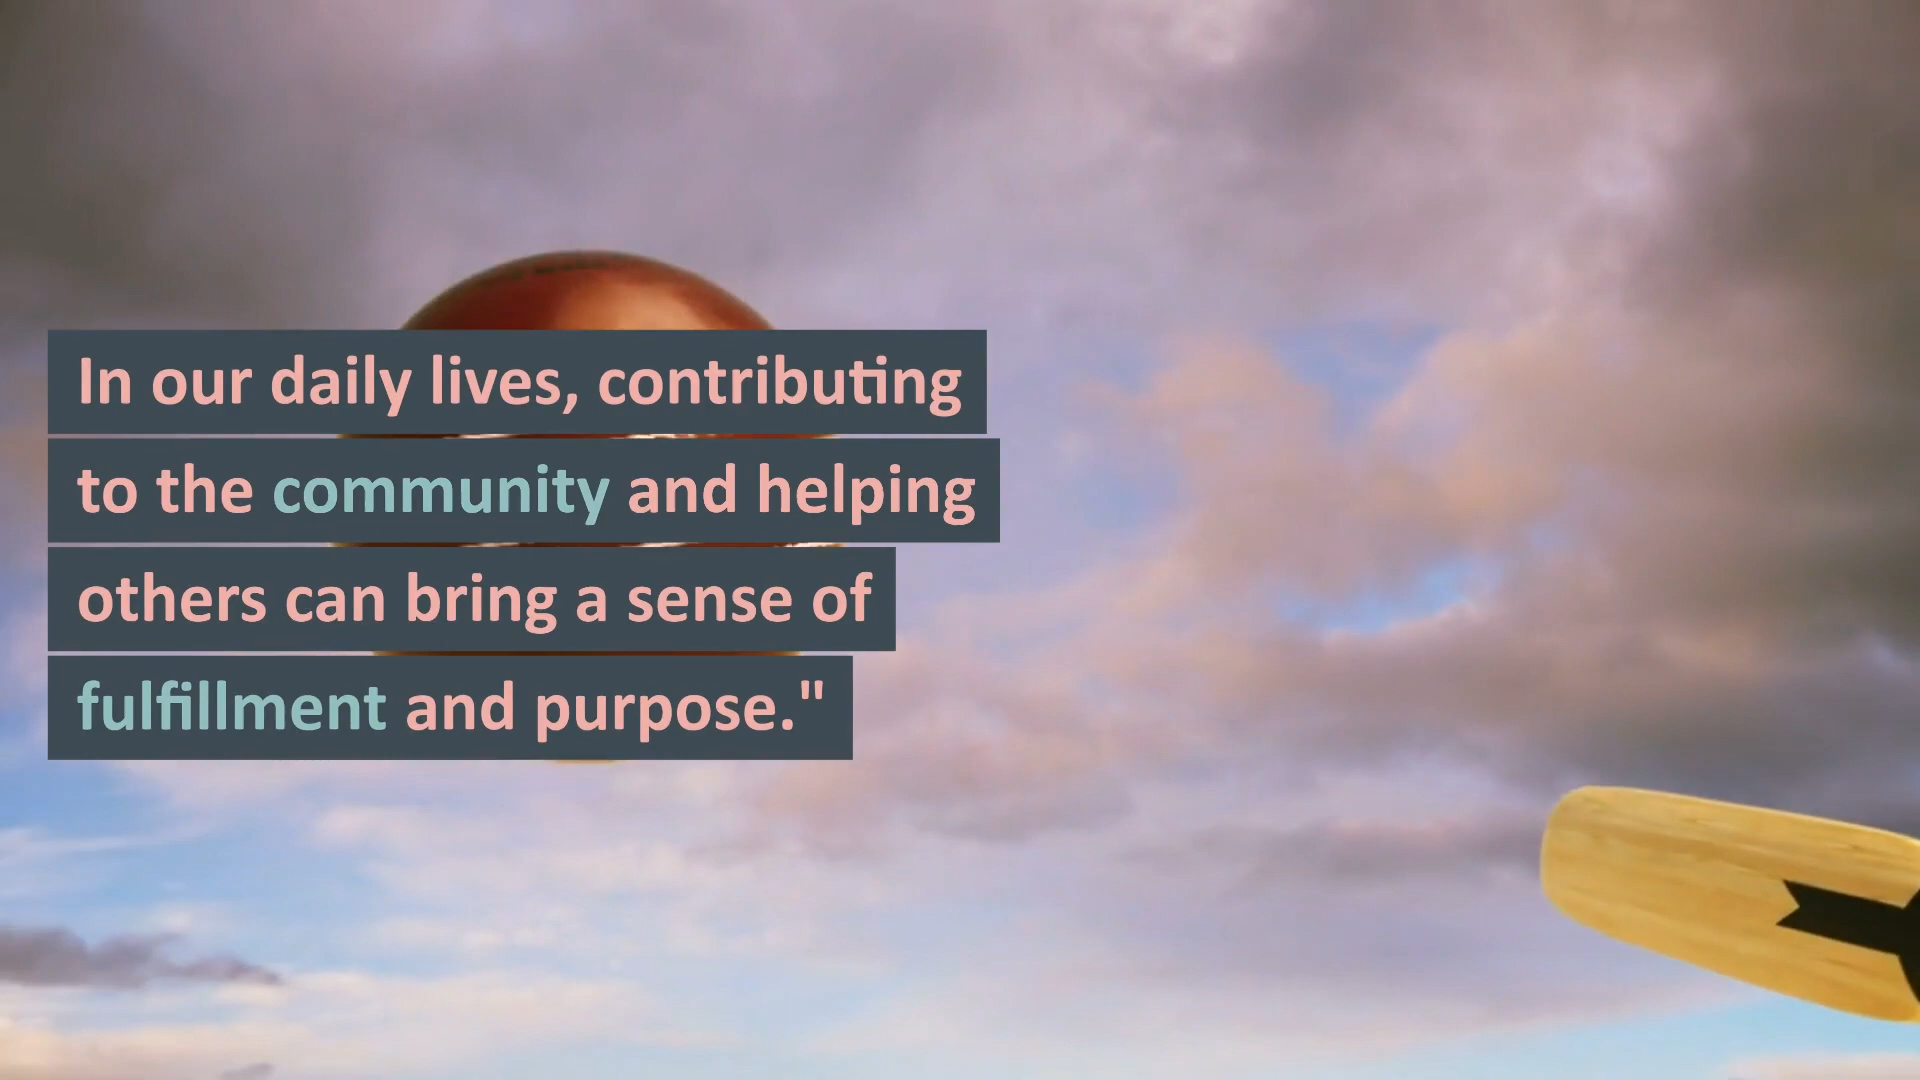 In our daily lives, contributing
to the community and helping
others can bring a sense of
fulfillment and purpose."